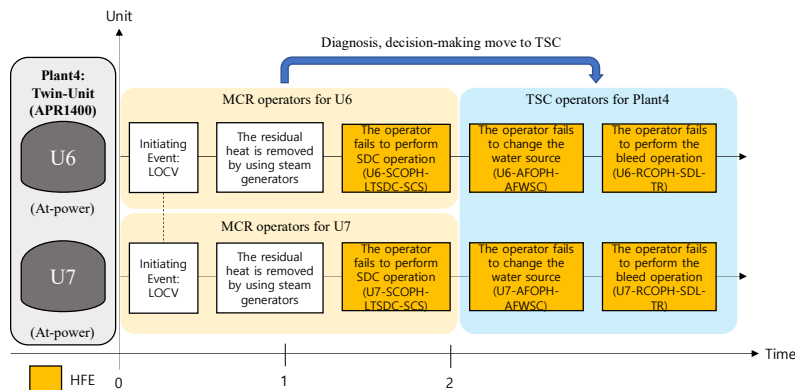 Unit
Diagnosis, decision-making move to TSC
Plant4:
Twin-Unit
(APR1400)
MCR operators for U6
TSC operators for Plant4
U6
(At-power)
Initiating
Event:
LOCV
The residual
heat is removed
by using steam
generators
The operator
fails to perform
SDC operation
(U6-SCOPH-
LTSDC-SCS)
The operator fails
to change the
water source
(U6-AFOPH-
AFWSC)
The operator fails
to perform the
bleed operation
(U6-RCOPH-SDL-
TR)
MCR operators for U7
U7
(At-power)
Initiating
Event:
LOCV
The residual
heat is removed
by using steam
generators
The operator
fails to perform
SDC operation
(U7-SCOPH-
LTSDC-SCS)
The operator fails
to change the
water source
(U7-AFOPH-
AFWSC)
The operator fails
to perform the
bleed operation
(U7-RCOPH-SDL-
TR)
Time
HFE
0
1
2